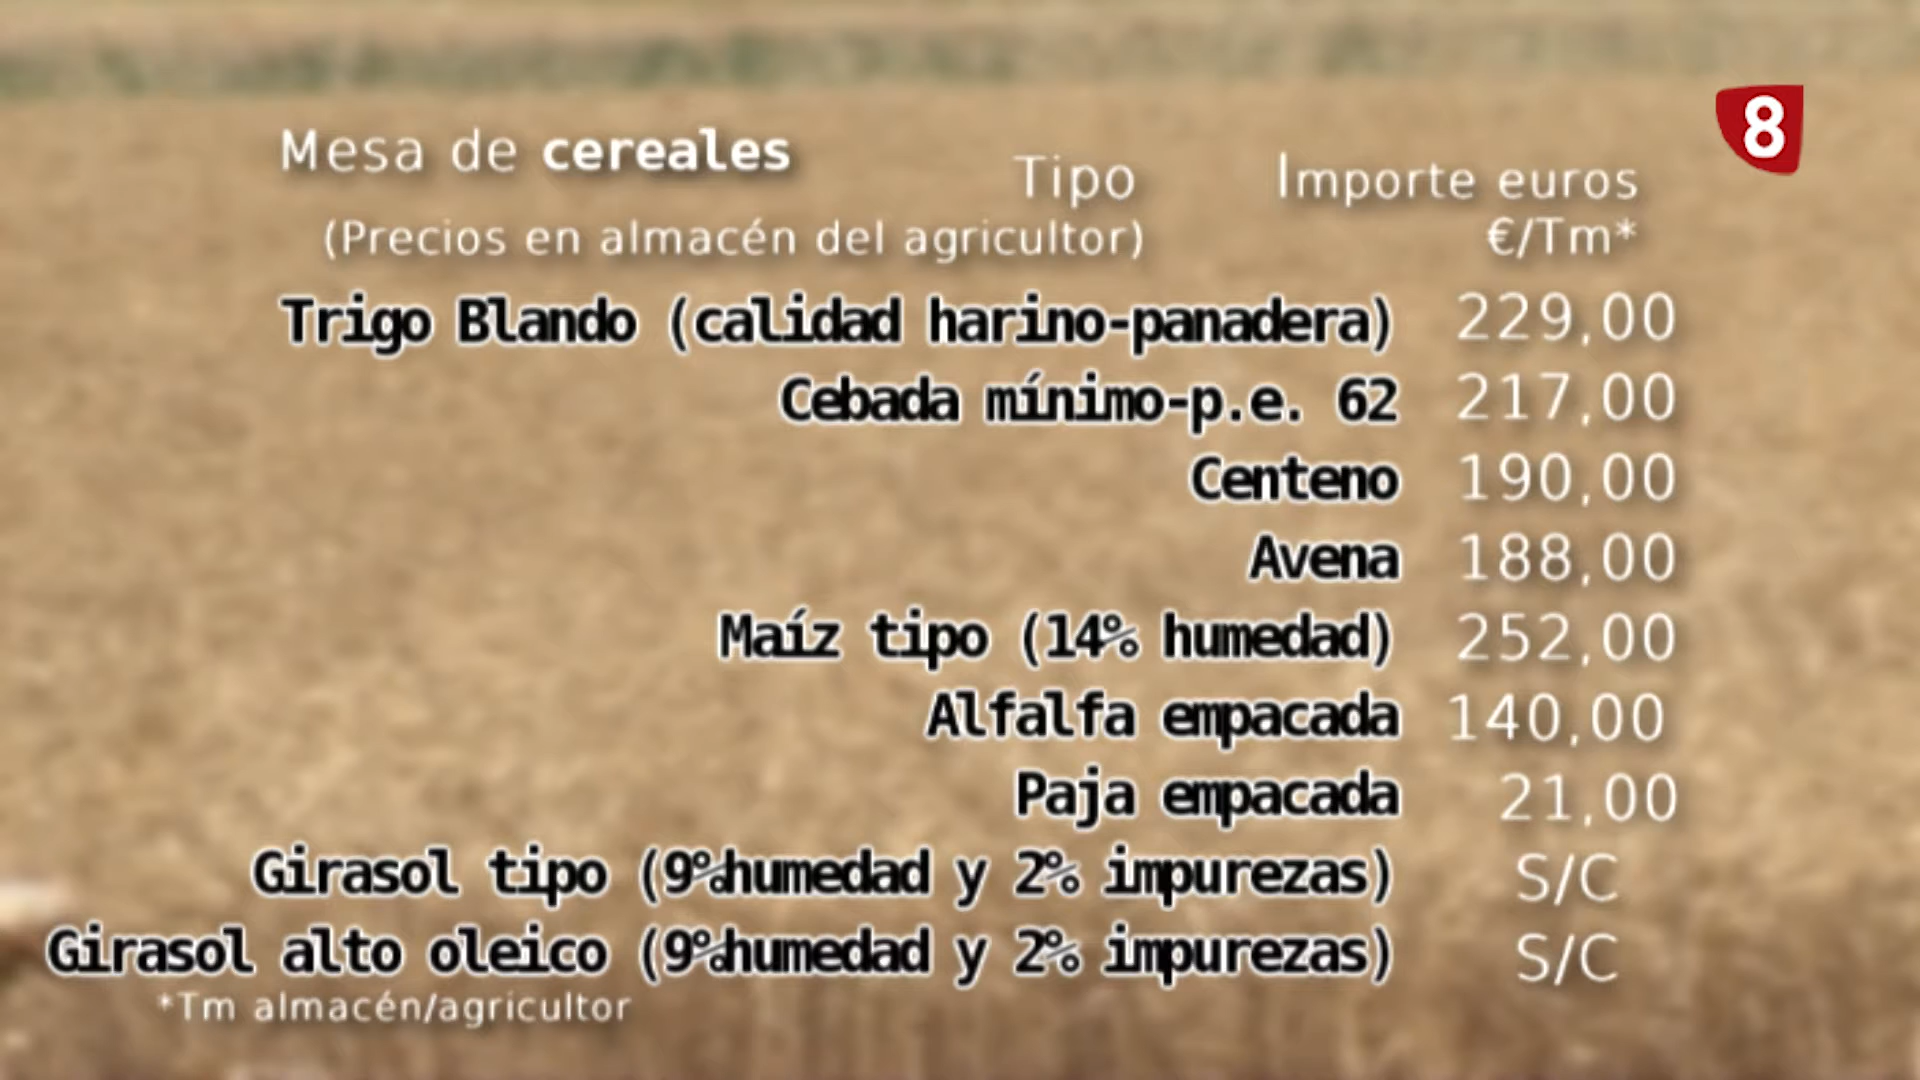 8
Mesa de cereales
Tipo
Importe euros
(Precios en almacén del agricultor)
€/Tm*
Trigo Blando (calidad harino-panadera) 229,00
Cebada mínimo-p.e. 62 217,00
Centeno 190,00
Avena 188,00
Maíz tipo (14% humedad) 252,00
Alfalfa empacada 140,00
Paja empacada 21,00
Girasol tipo (9%humedad y 2% impurezas) S/C
Girasol alto oleico (9%humedad y 2% impurezas) S/C
*Tm almacén/agricultor